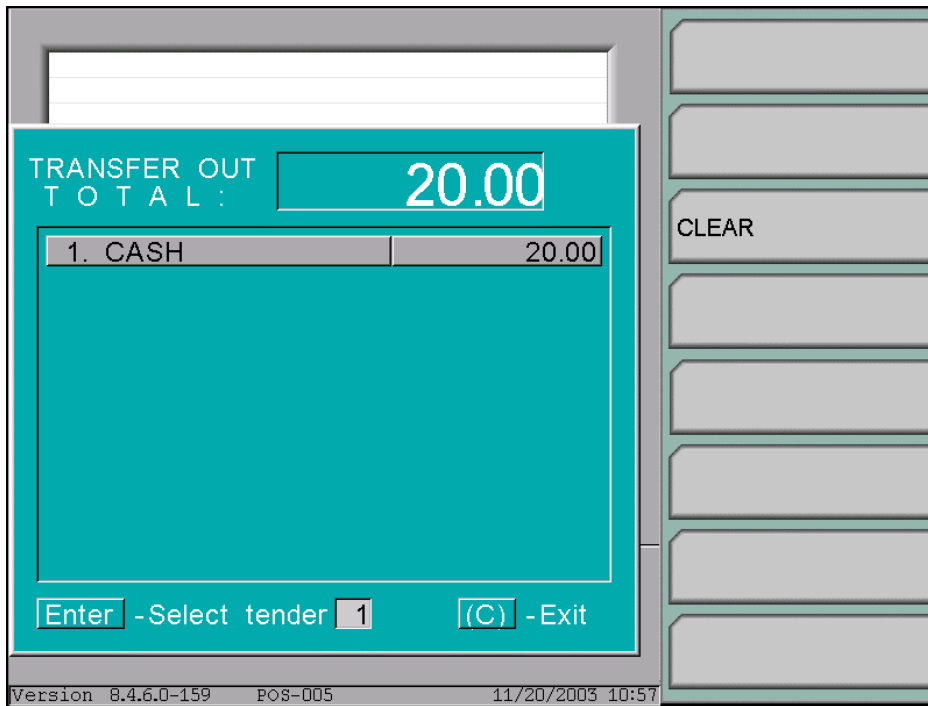 TRANSFER OUT
TOTAL:
20.00
1. CASH 20.00
Enter -Select tender 1 (C) -Exit
CLEAR
Version 8.4.6.0-159 POS-005 11/20/2003 10:57